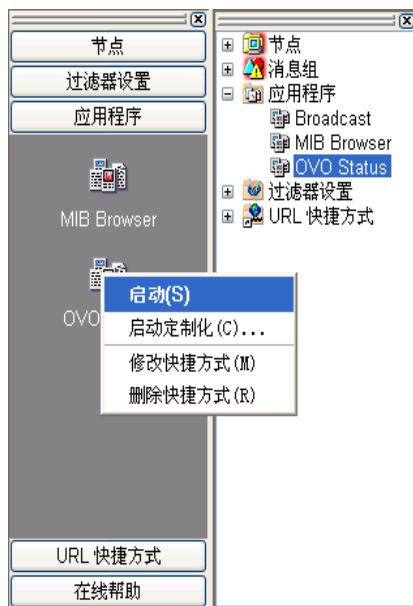 节点
过滤器设置
应用程序
MIB Browser
OVO
启动(S)
启动定制化(C)...
修改快捷方式(M)
删除快捷方式(R)
URL 快捷方式
在线帮助
节点
消息组
应用程序
Broadcast
MIB Browser
OVO Status
过滤器设置
URL 快捷方式